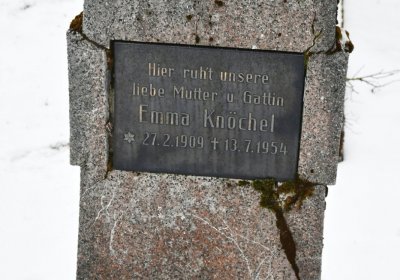 Hier ruht unsere
liebe Mutter u. Gattin
Emma Knöchel
* 27.2.1909 ✝ 13.7.1954